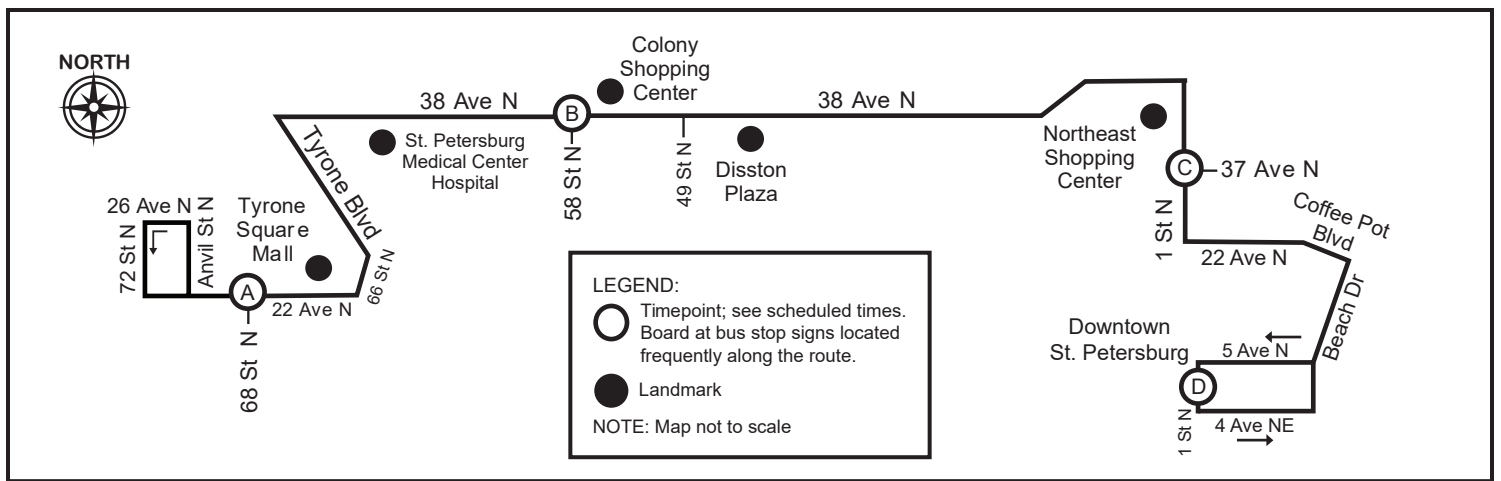 NORTH
26 Ave N
72 St N
Anvil St N
Tyrone
Square
Mall
A
68 St N
22 Ave N
66 St N
Tyrone Blvd
38 Ave N
St. Petersburg
Medical Center
Hospital
B
58 St N
Colony
Shopping
Center
49 St N
Disston
Plaza
38 Ave N
Northeast
Shopping
Center
C
37 Ave N
1 St N
22 Ave N
Coffee Pot
Blvd
Beach Dr
Downtown
St. Petersburg
5 Ave N
D
1 St N
4 Ave NE
LEGEND:
Timepoint; see scheduled times.
Board at bus stop signs located
frequently along the route.
Landmark
NOTE: Map not to scale